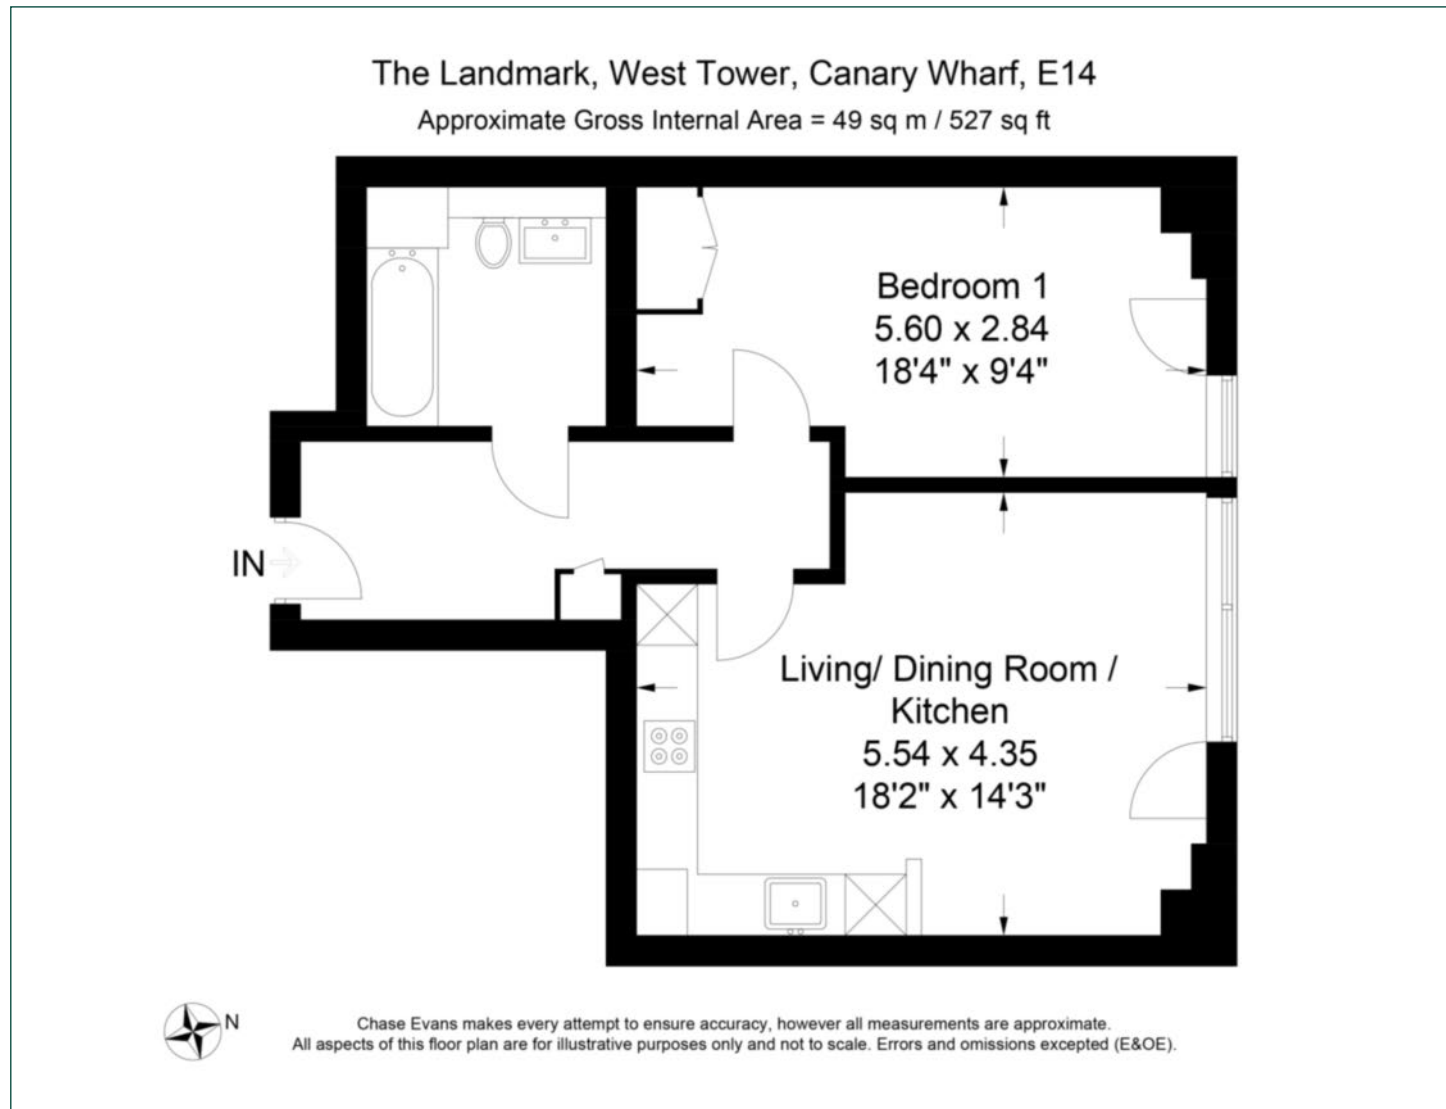 The Landmark, West Tower, Canary Wharf, E14
Approximate Gross Internal Area = 49 sq m / 527 sq ft
Bedroom 1
5.60 x 2.84
18'4" x 9'4"
IN
Living/ Dining Room /
Kitchen
5.54 x 4.35
18'2" x 14'3"
N
Chase Evans makes every attempt to ensure accuracy, however all measurements are approximate.
All aspects of this floor plan are for illustrative purposes only and not to scale. Errors and omissions excepted (E&OE).